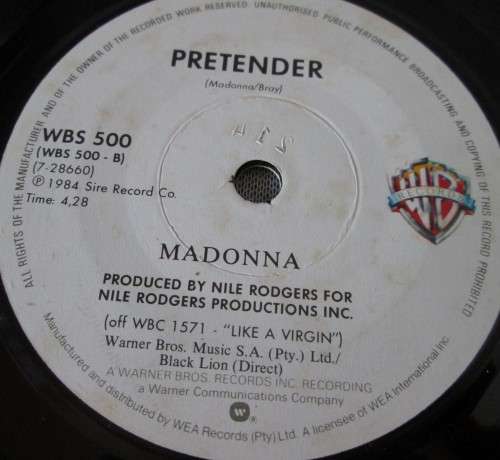 ALL RIGHTS OF THE MANUFACTURER AND OF THE OWNER OF THE RECORDED WORK RESERVED. UNAUTHORISED PUBLIC PERFORMANCE BROADCASTING AND COPYING OF THIS RECORD PROHIBITED
PRETENDER
(Madonna/Bray)
214
WBS 500
(WBS 500 - B)
(7-28660)
℗ 1984 Sire Record Co.
Time: 4,28
WB
RECORDS
MADONNA
PRODUCED BY NILE RODGERS FOR
NILE RODGERS PRODUCTIONS INC.
(off WBC 1571 - "LIKE A VIRGIN")
Warner Bros. Music S.A. (Pty.) Ltd./
Black Lion (Direct)
A WARNER BROS. RECORDS INC. RECORDING
a Warner Communications Company
Manufactured and distributed by WEA Records (Pty) Ltd. A licensee of WEA International Inc.